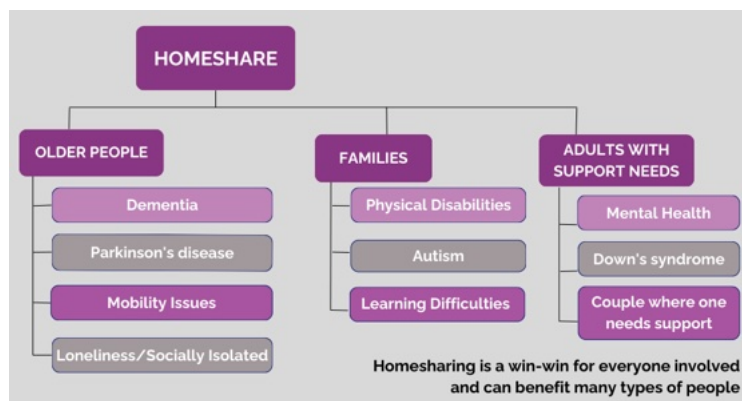 HOMESHARE
OLDER PEOPLE
Dementia
Parkinson's disease
Mobility Issues
Loneliness/Socially Isolated
FAMILIES
Physical Disabilities
Autism
Learning Difficulties
ADULTS WITH
SUPPORT NEEDS
Mental Health
Down's syndrome
Couple where one
needs support
Homesharing is a win-win for everyone involved
and can benefit many types of people